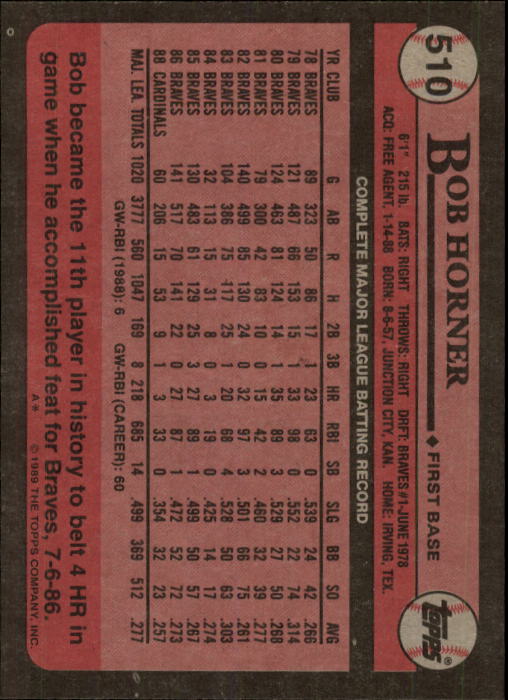 510
BOB HORNER
◆ FIRST BASE
TOPPS®
6'1" 215 lb. BATS: RIGHT THROWS: RIGHT DRFT: BRAVES #1-JUNE 1978
ACQ: FREE AGENT 1-14-88 BORN: 8-6-57, JUNCTION CITY, KAN. HOME: IRVING, TEX.
COMPLETE MAJOR LEAGUE BATTING RECORD
YR CLUB G AB R H 2B 3B HR RBI SB SLG BB SO AVG
78 BRAVES 89 323 50 86 17 1 23 63 0 .539 24 42 .266
79 BRAVES 121 487 66 153 15 1 33 98 0 .552 22 74 .314
80 BRAVES 124 463 81 124 14 1 35 89 3 .529 27 50 .268
81 BRAVES 79 300 42 83 10 0 15 42 2 .460 32 39 .277
82 BRAVES 140 499 85 130 24 0 32 97 3 .501 66 75 .261
83 BRAVES 104 386 75 117 25 1 20 68 4 .528 50 63 .303
84 BRAVES 32 113 15 31 8 0 3 19 0 .425 14 17 .274
85 BRAVES 130 483 61 129 25 3 27 89 1 .499 50 57 .267
86 BRAVES 141 517 70 141 22 0 27 87 1 .472 52 72 .273
88 CARDINALS 60 206 15 53 9 1 3 33 0 .354 32 23 .257
MAJ. LEA. TOTALS 1020 3777 560 1047 169 8 218 685 14 .499 369 512 .277
GW-RBI (1988): 6 GW-RBI (CAREER): 60
Bob became the 11th player in history to belt 4 HR in
game when he accomplished feat for Braves, 7-6-86.
A* © 1989 THE TOPPS COMPANY, INC.